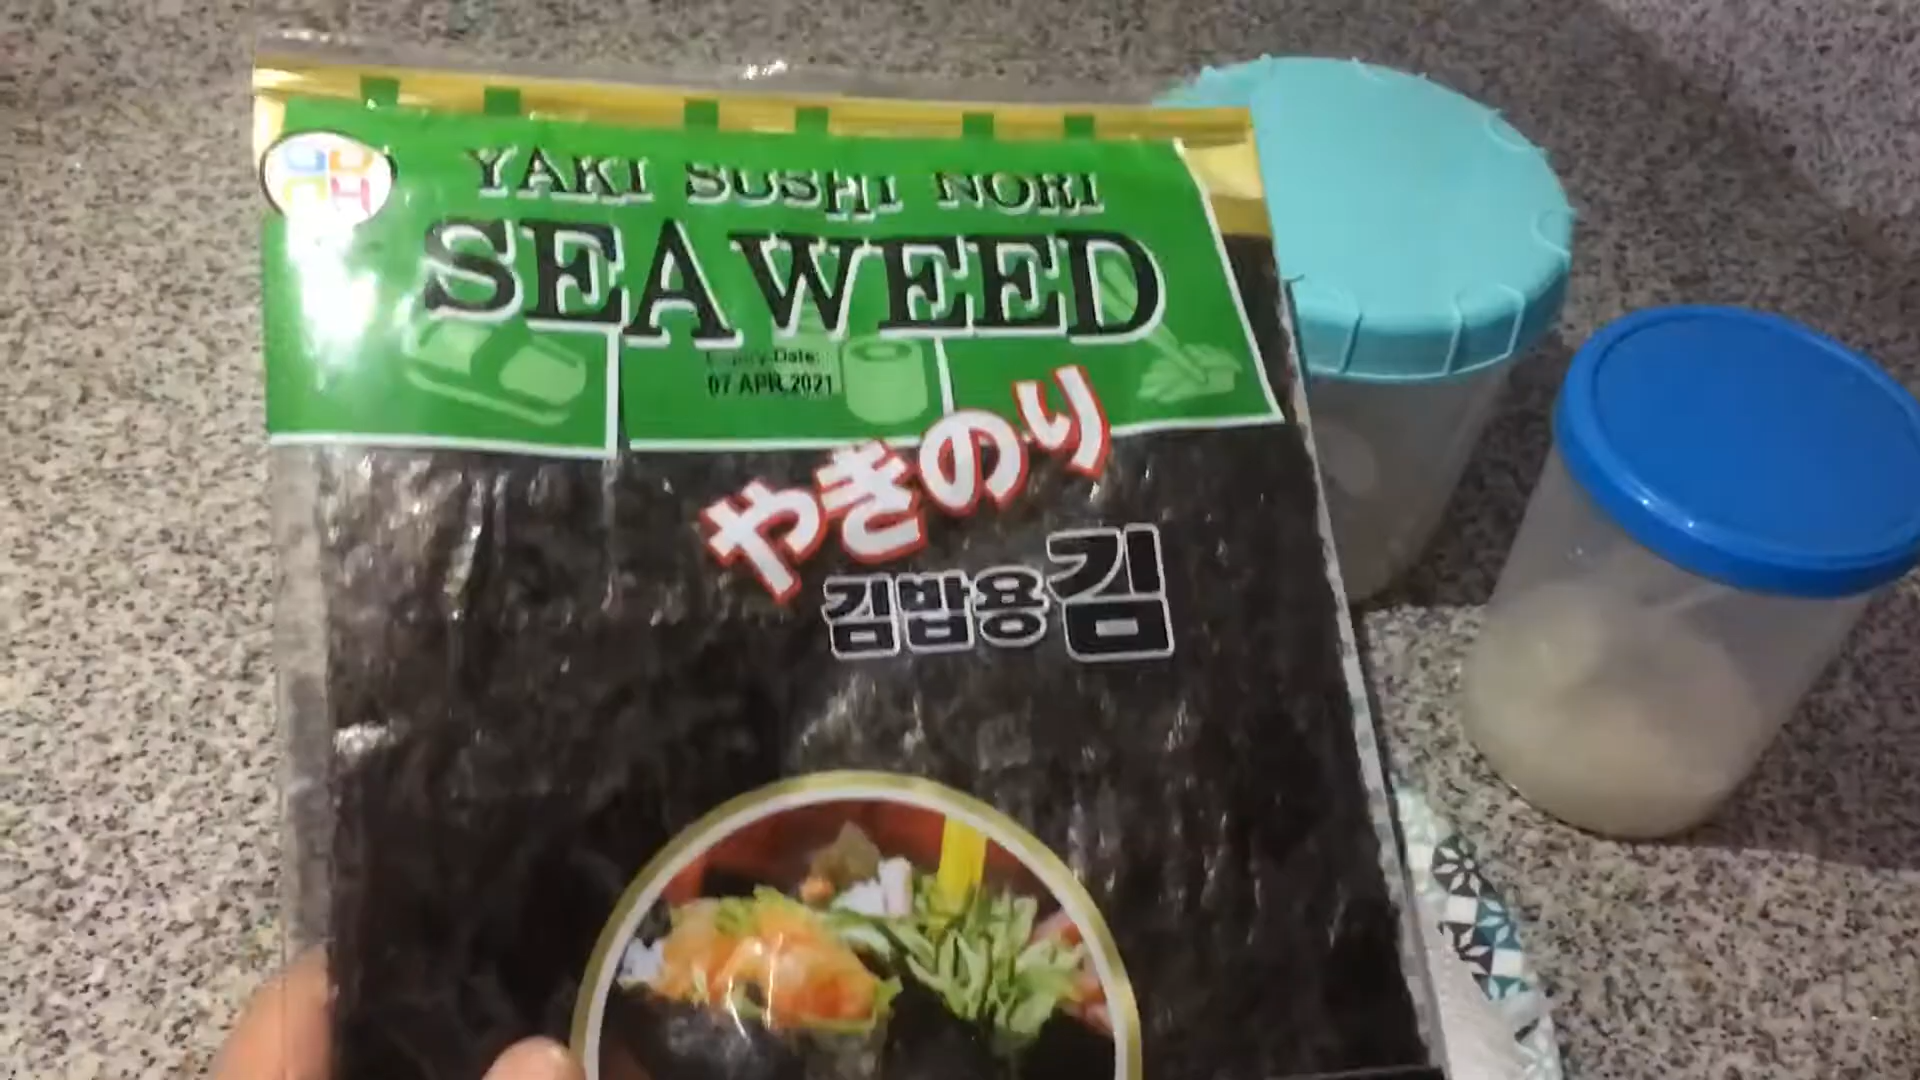 YAKI SUSHI NORI
SEAWEED
Expiry Date:
07 APR 2021
やきのり
김밥용김